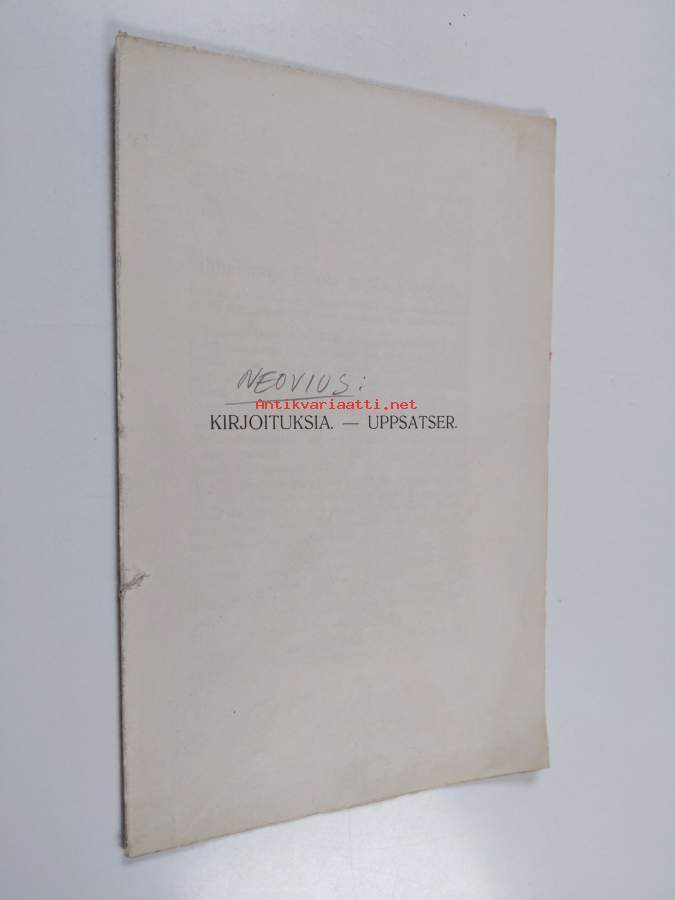 NEOVIUS:
Antikvariaatti.net
KIRJOITUKSIA. — UPPSATSER.